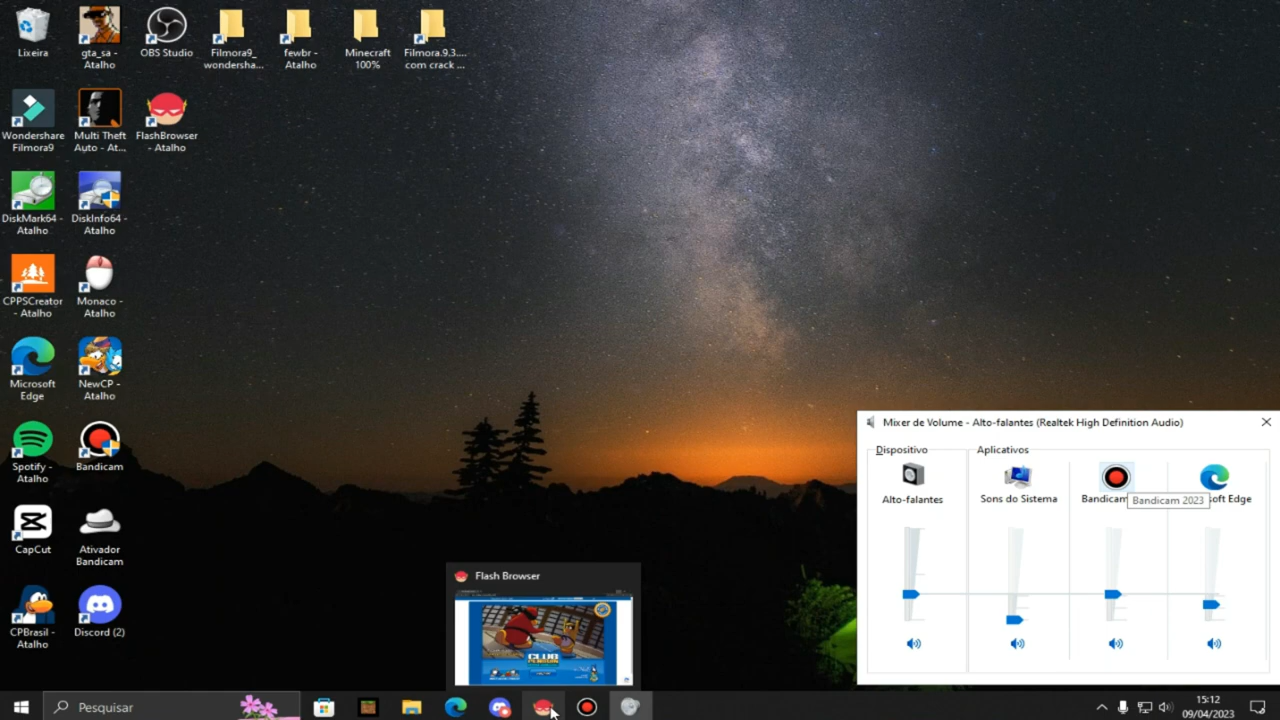 Lixeira
gta_sa -
Atalho
OBS Studio
Filmora9_
wondersha...
fewbr -
Atalho
Minecraft
100%
Filmora.9.3....
com crack ...
Wondershare
Filmora9
Multi Theft
Auto - At...
FlashBrowser
- Atalho
DiskMark64 -
Atalho
DiskInfo64 -
Atalho
CPPSCreator
- Atalho
Monaco -
Atalho
Microsoft
Edge
NewCP -
Atalho
Spotify -
Atalho
Bandicam
CapCut
Ativador
Bandicam
CPBrasil -
Atalho
Discord (2)
Flash Browser
CLUB
PENGUIN
Mixer de Volume - Alto-falantes (Realtek High Definition Audio)
Dispositivo
Aplicativos
Alto-falantes
Sons do Sistema
Bandicam
Bandicam 2023
oft Edge
Pesquisar
15:12
09/04/2023